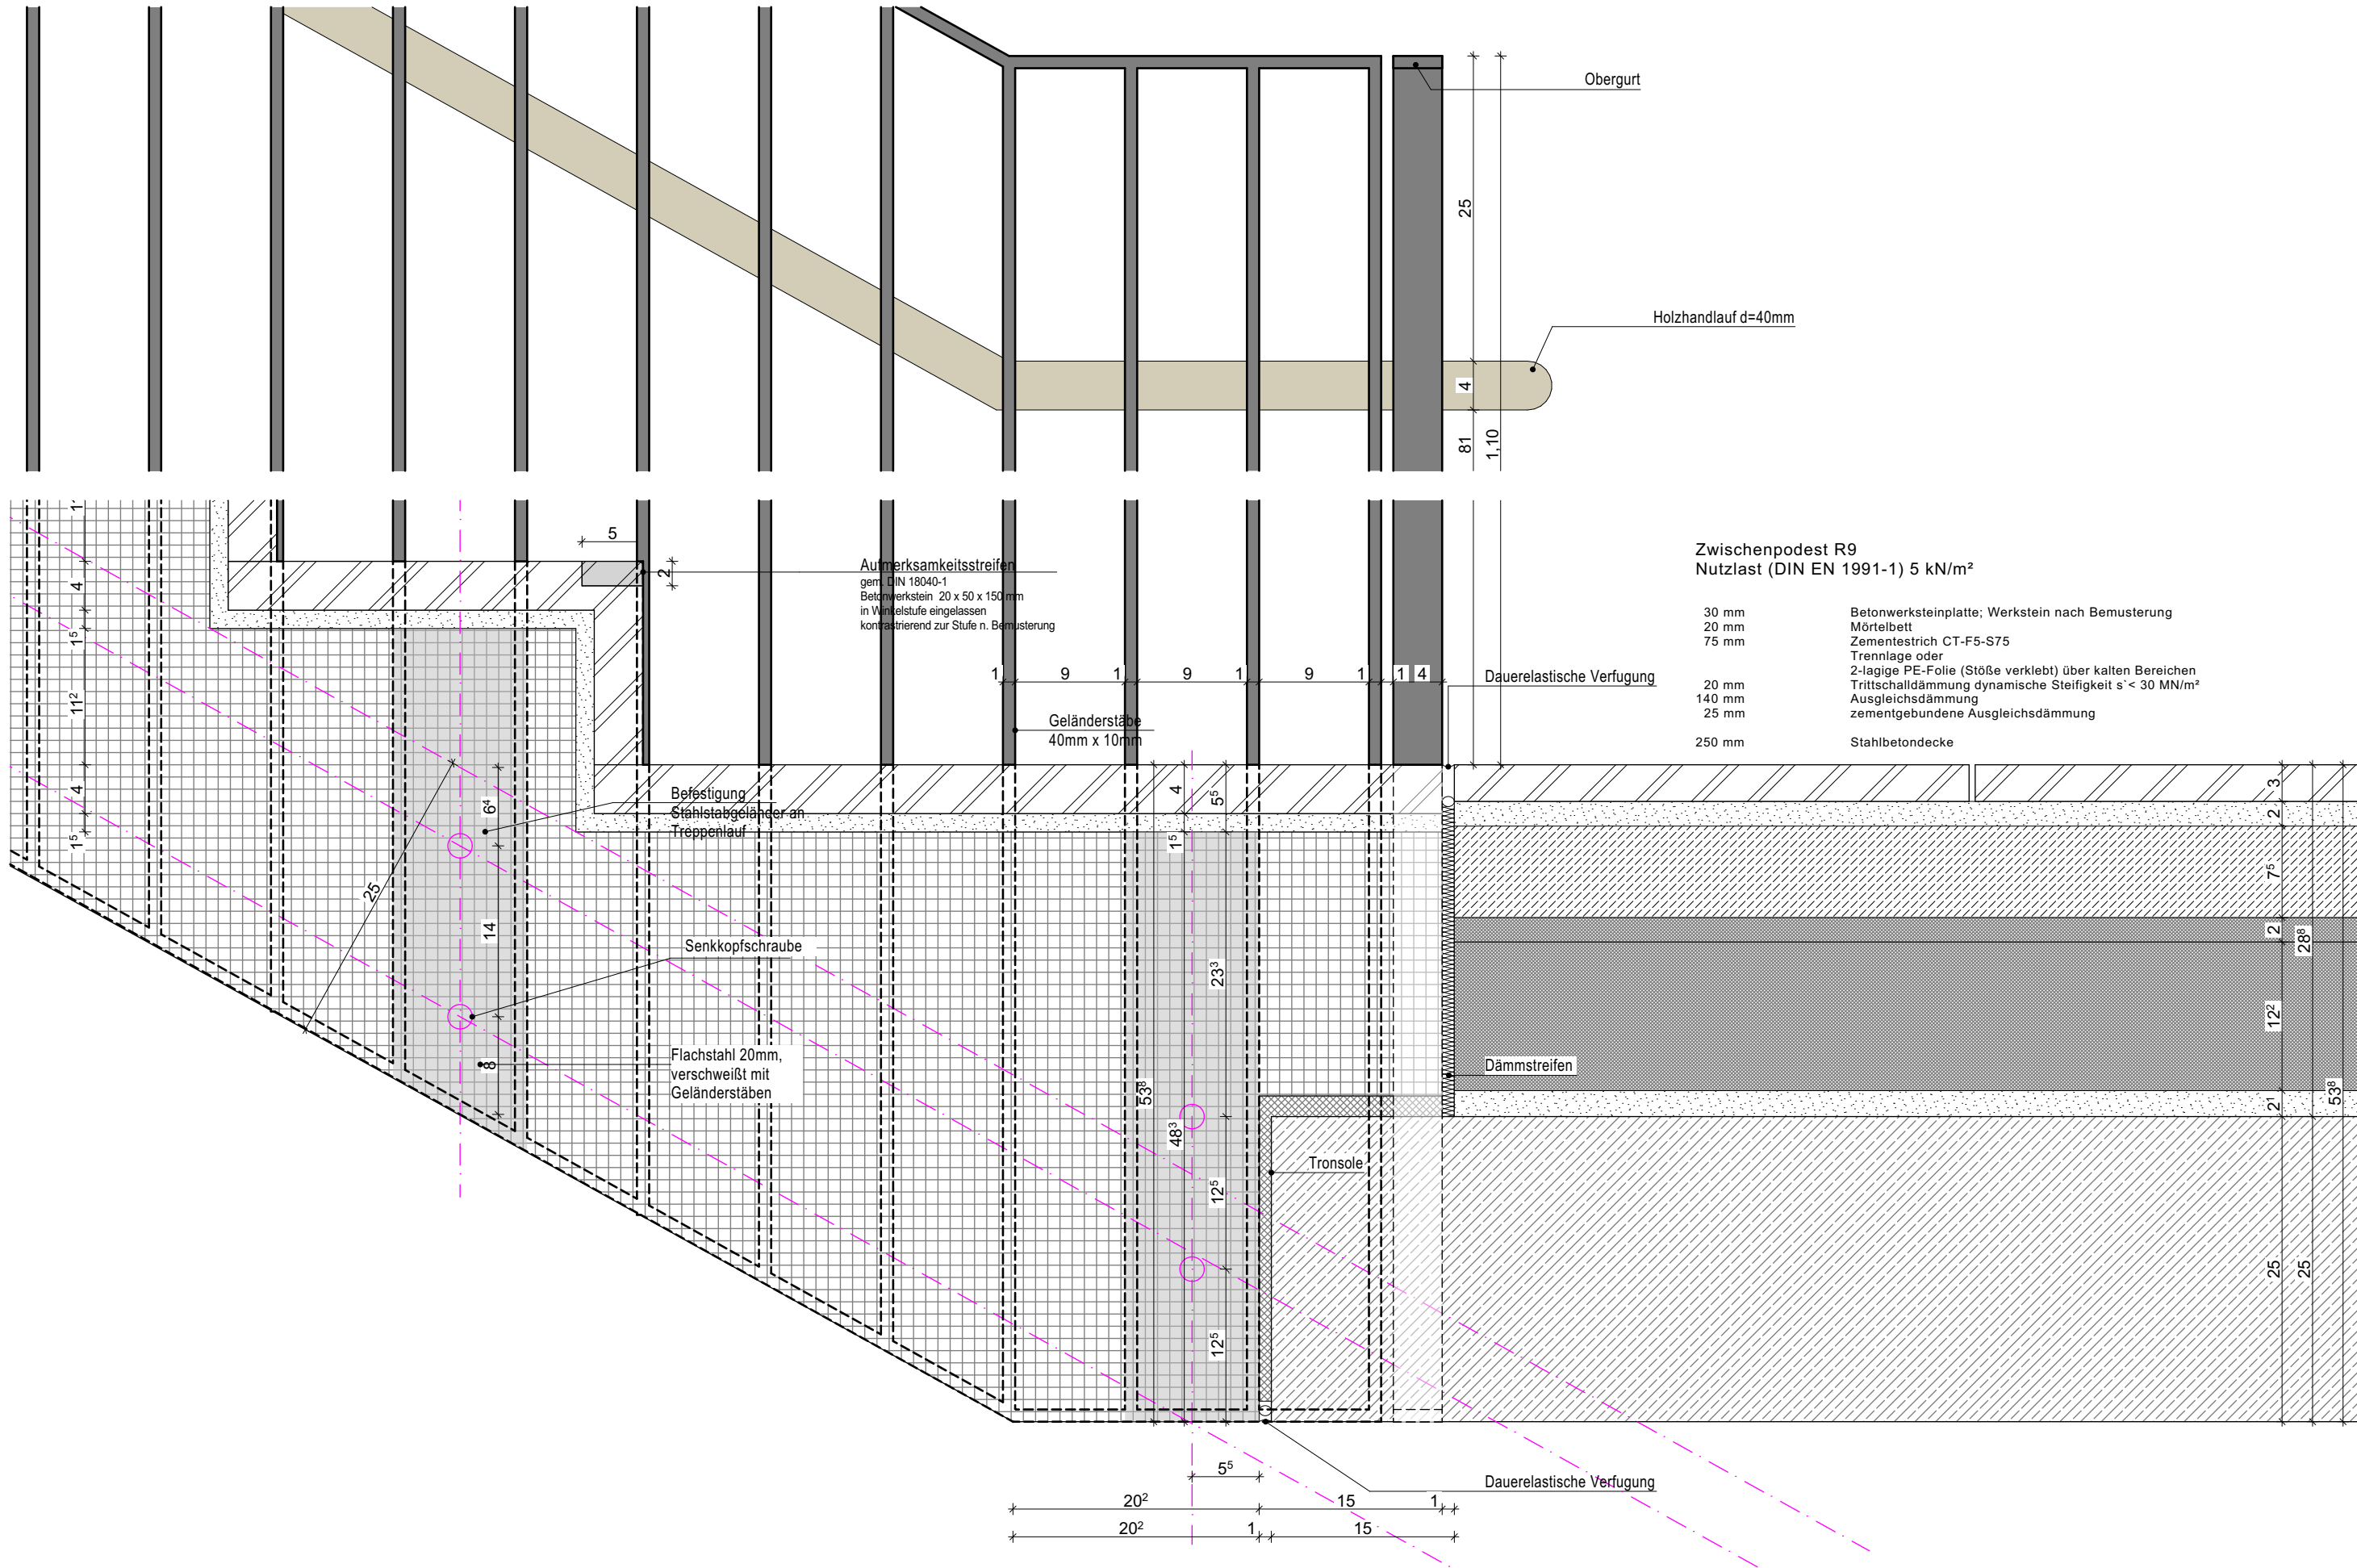 Obergurt
25
Holzhandlauf d=40mm
4
81
1,10
1
5
2
Aufmerksamkeitsstreifen
gem. DIN 18040-1
Betonwerkstein 20 x 50 x 150 mm
in Winkelstufe eingelassen
kontrastrierend zur Stufe n. Bemusterung
Zwischenpodest R9
Nutzlast (DIN EN 1991-1) 5 kN/m²
30 mm Betonwerksteinplatte; Werkstein nach Bemusterung
20 mm Mörtelbett
75 mm Zementestrich CT-F5-S75
Trennlage oder
2-lagige PE-Folie (Stöße verklebt) über kalten Bereichen
20 mm Trittschalldämmung dynamische Steifigkeit s`< 30 MN/m²
140 mm Ausgleichsdämmung
25 mm zementgebundene Ausgleichsdämmung
250 mm Stahlbetondecke
4
1⁵
11²
4
1⁵
1 9 1 9 1 9 1 1 4
Dauerelastische Verfugung
Geländerstäbe
40mm x 10mm
Befestigung
Stahlstabgeländer an
Treppenlauf
6⁴
14
8
25
Senkkopfschraube
Flachstahl 20mm,
verschweißt mit
Geländerstäben
4
5⁵
1⁵
23³
53⁸
48³
12⁵
12⁵
Tronsole
Dämmstreifen
3
2
7⁵
2
28⁸
12²
2¹
53⁸
25
25
5⁵
Dauerelastische Verfugung
20² 15 1
20² 1 15